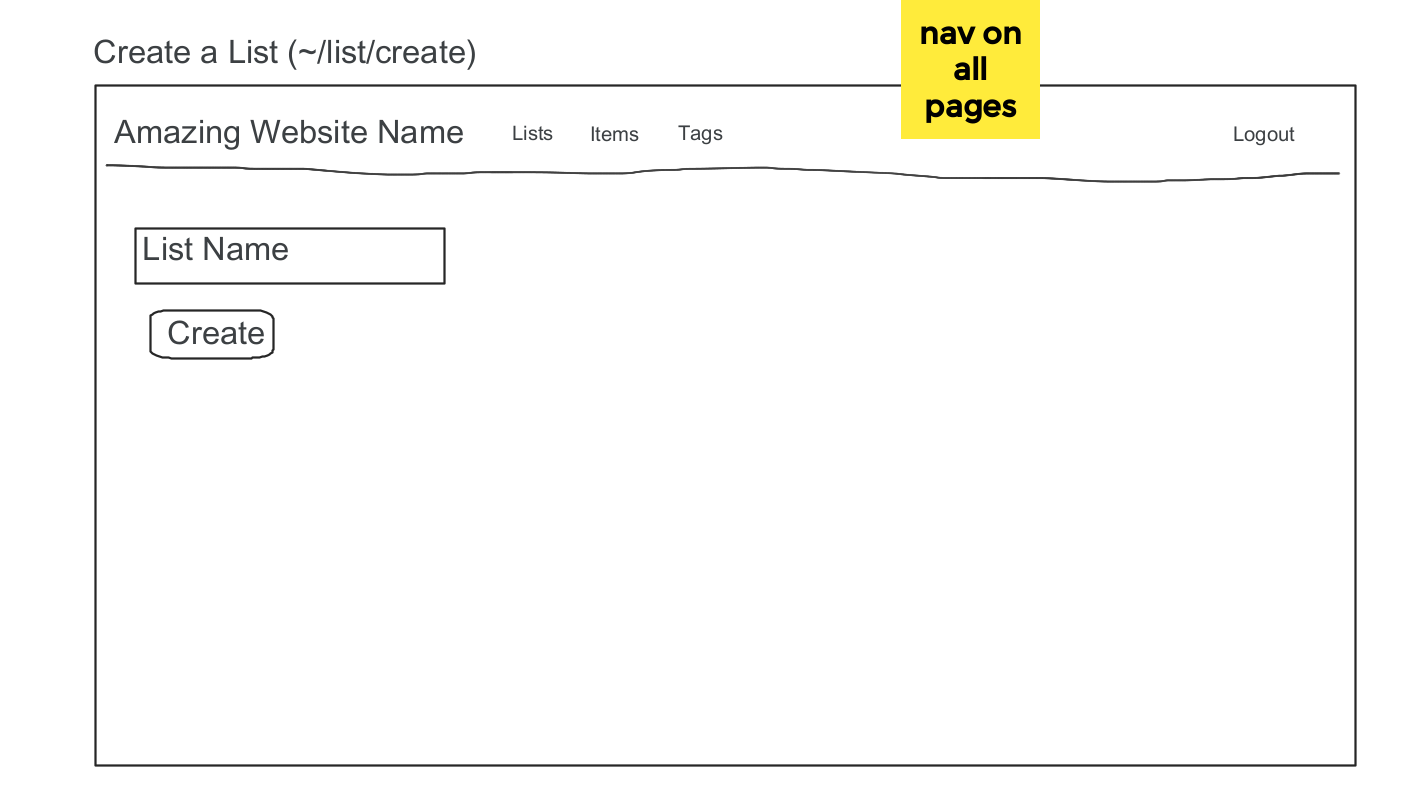 Create a List (~/list/create)
nav on
all
pages
Amazing Website Name Lists Items Tags Logout
List Name
Create